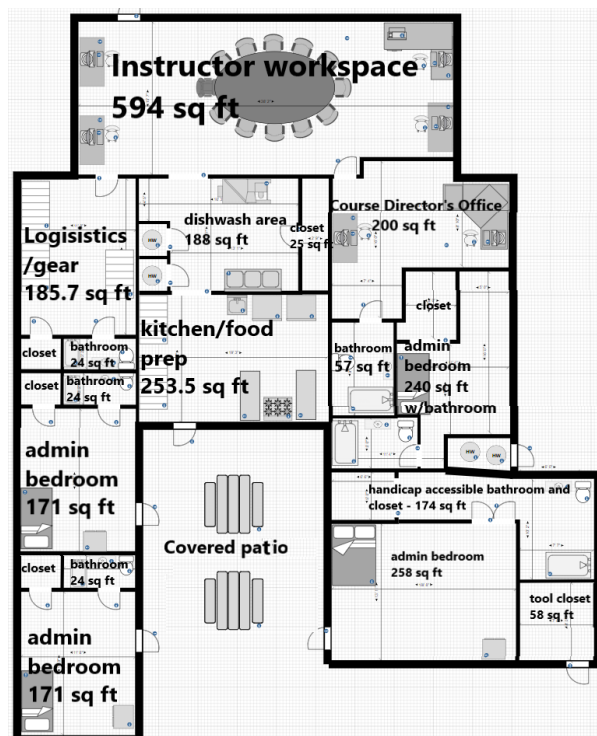 Instructor workspace
594 sq ft
Logisistics
/gear
185.7 sq ft
dishwash area
188 sq ft
closet
25 sq ft
Course Director's Office
200 sq ft
HW
HW
kitchen/food
prep
253.5 sq ft
closet
bathroom
57 sq ft
admin
bedroom
240 sq ft
w/bathroom
closet
bathroom
24 sq ft
closet
bathroom
24 sq ft
admin
bedroom
171 sq ft
HW
HW
handicap accessible bathroom and
closet - 174 sq ft
Covered patio
admin bedroom
258 sq ft
closet
bathroom
24 sq ft
tool closet
58 sq ft
admin
bedroom
171 sq ft